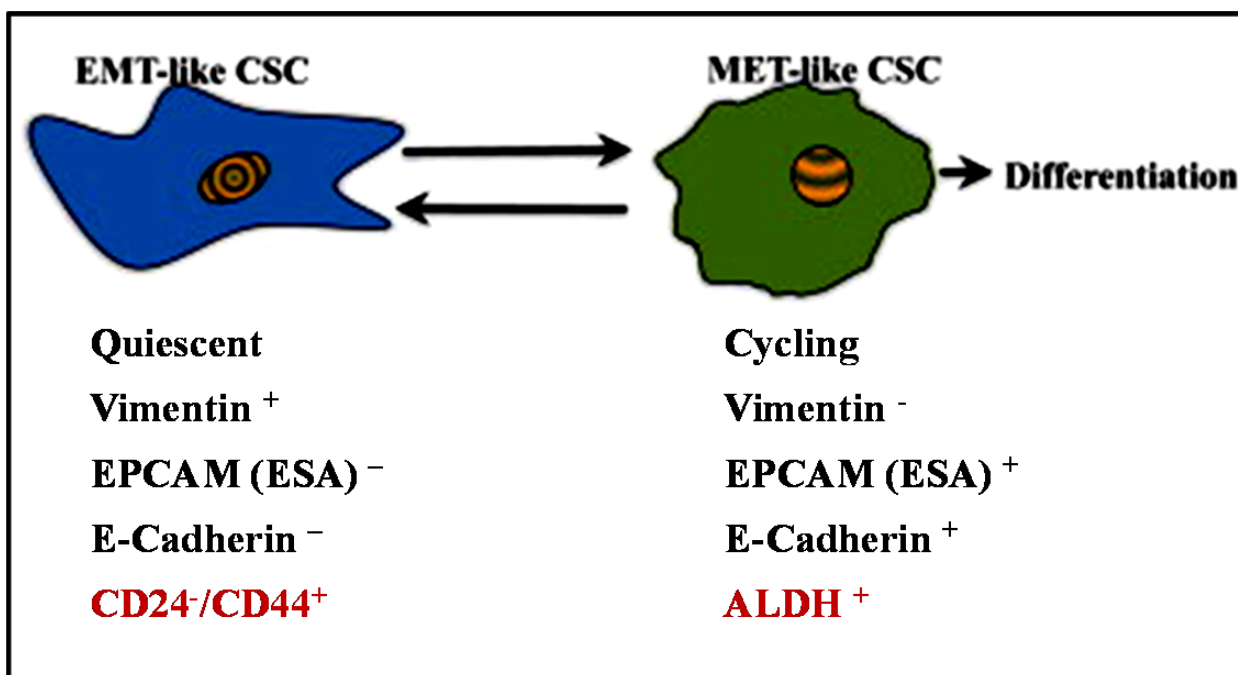 EMT-like CSC
MET-like CSC
Differentiation
Quiescent
Vimentin ⁺
EPCAM (ESA) ⁻
E-Cadherin ⁻
CD24⁻/CD44⁺
Cycling
Vimentin ⁻
EPCAM (ESA) ⁺
E-Cadherin ⁺
ALDH ⁺